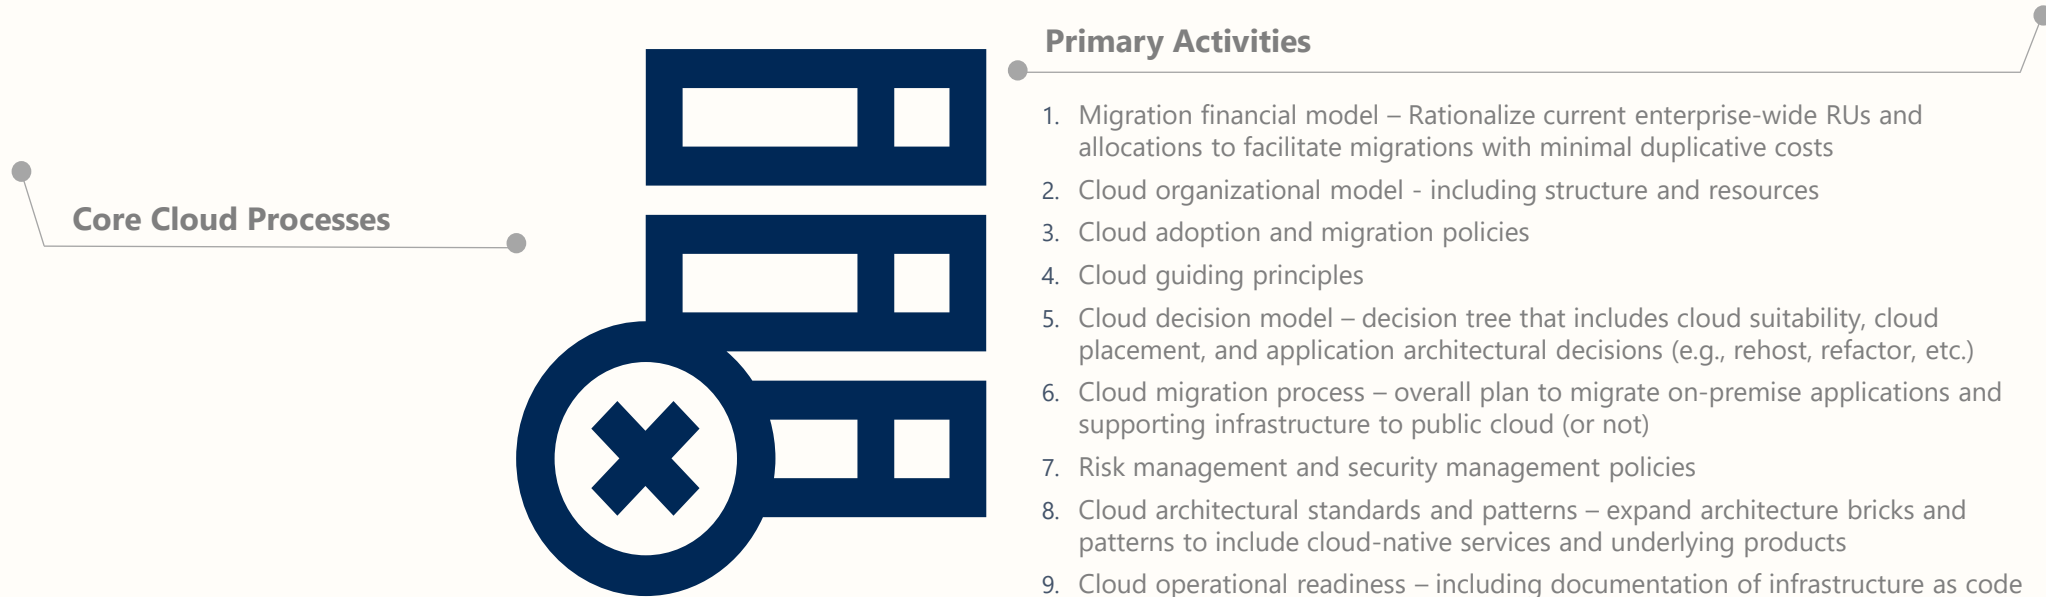 Core Cloud Processes
Primary Activities
1. Migration financial model – Rationalize current enterprise-wide RUs and
allocations to facilitate migrations with minimal duplicative costs
2. Cloud organizational model - including structure and resources
3. Cloud adoption and migration policies
4. Cloud guiding principles
5. Cloud decision model – decision tree that includes cloud suitability, cloud
placement, and application architectural decisions (e.g., rehost, refactor, etc.)
6. Cloud migration process – overall plan to migrate on-premise applications and
supporting infrastructure to public cloud (or not)
7. Risk management and security management policies
8. Cloud architectural standards and patterns – expand architecture bricks and
patterns to include cloud-native services and underlying products
9. Cloud operational readiness – including documentation of infrastructure as code